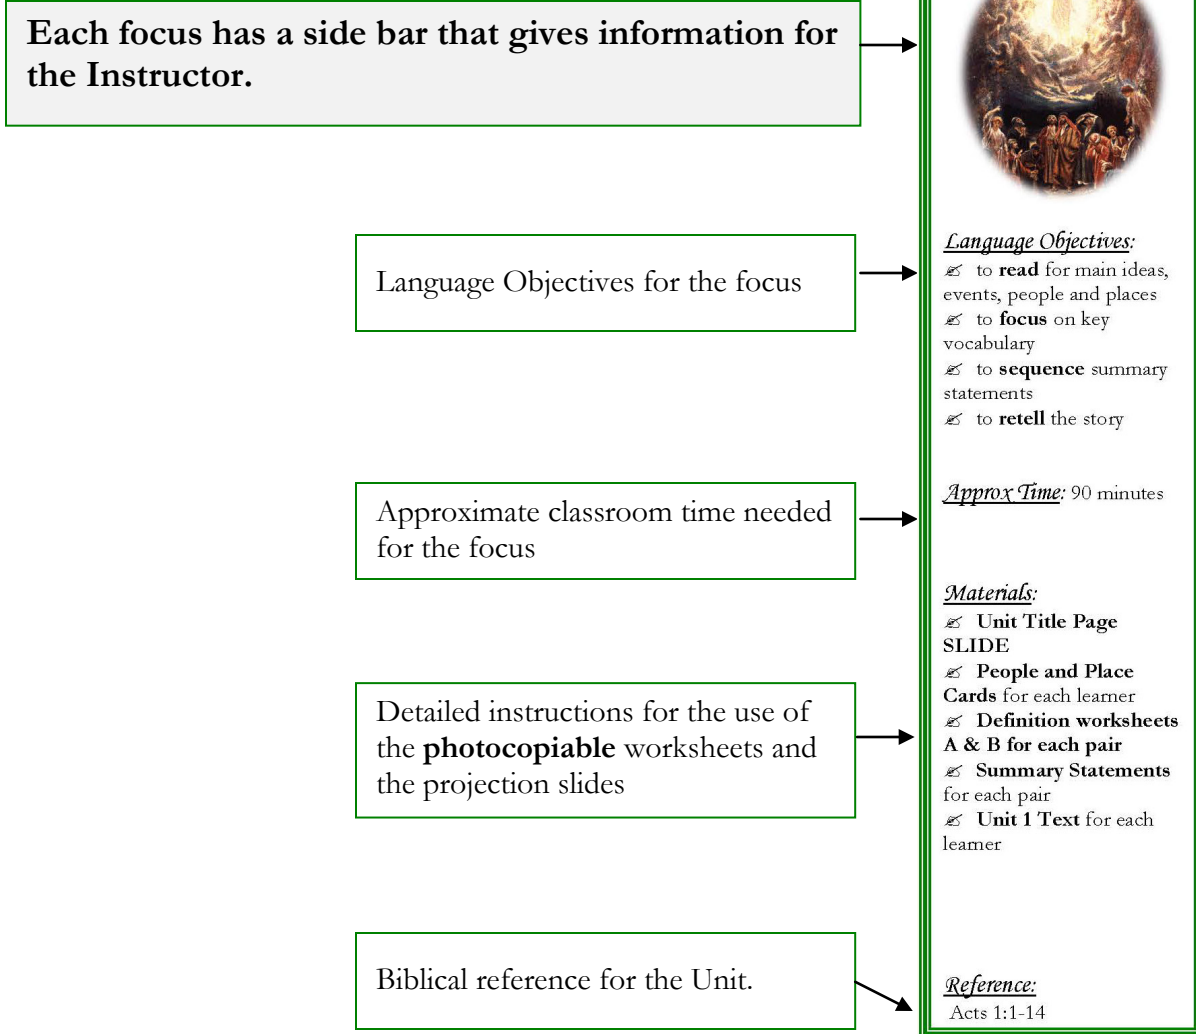 Each focus has a side bar that gives information for
the Instructor.
Language Objectives for the focus
Approximate classroom time needed
for the focus
Detailed instructions for the use of
the photocopiable worksheets and
the projection slides
Biblical reference for the Unit.
Language Objectives:
to read for main ideas,
events, people and places
to focus on key
vocabulary
to sequence summary
statements
to retell the story
Approx Time: 90 minutes
Materials:
Unit Title Page
SLIDE
People and Place
Cards for each learner
Definition worksheets
A & B for each pair
Summary Statements
for each pair
Unit 1 Text for each
learner
Reference:
Acts 1:1-14